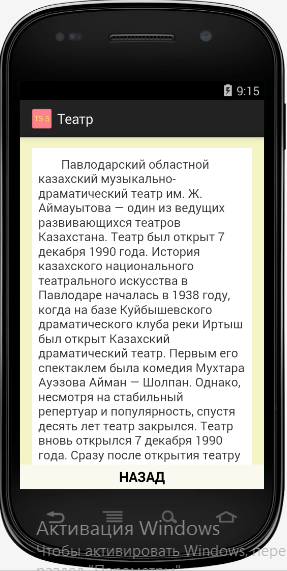 9:15
TS 3 Театр
Павлодарский областной
казахский музыкально-
драматический театр им. Ж.
Аймауытова — один из ведущих
развивающихся театров
Казахстана. Театр был открыт 7
декабря 1990 года. История
казахского национального
театрального искусства в
Павлодаре началась в 1938 году,
когда на базе Куйбышевского
драматического клуба реки Иртыш
был открыт Казахский
драматический театр. Первым его
спектаклем была комедия Мухтара
Ауэзова Айман — Шолпан. Однако,
несмотря на стабильный
репертуар и популярность, спустя
десять лет театр закрылся. Театр
вновь открылся 7 декабря 1990
года. Сразу после открытия театру
НАЗАД
Активация Windows
Чтобы активировать Windows, пере
раздел "Параметры".